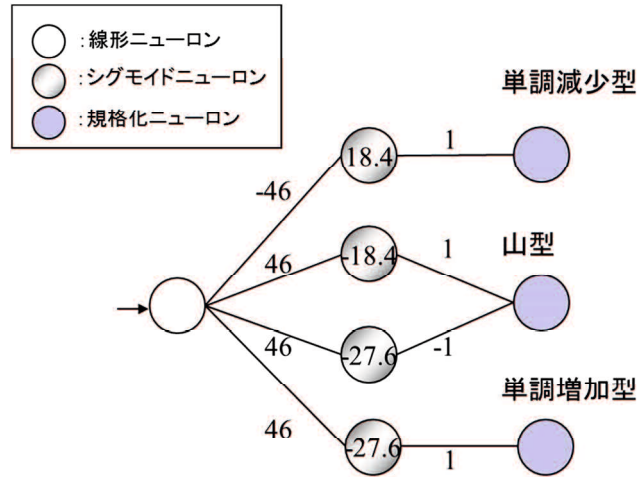 ：線形ニューロン
：シグモイドニューロン
：規格化ニューロン
単調減少型
18.4
1
-46
山型
-18.4
1
46
46
-27.6
-1
単調増加型
46
-27.6
1